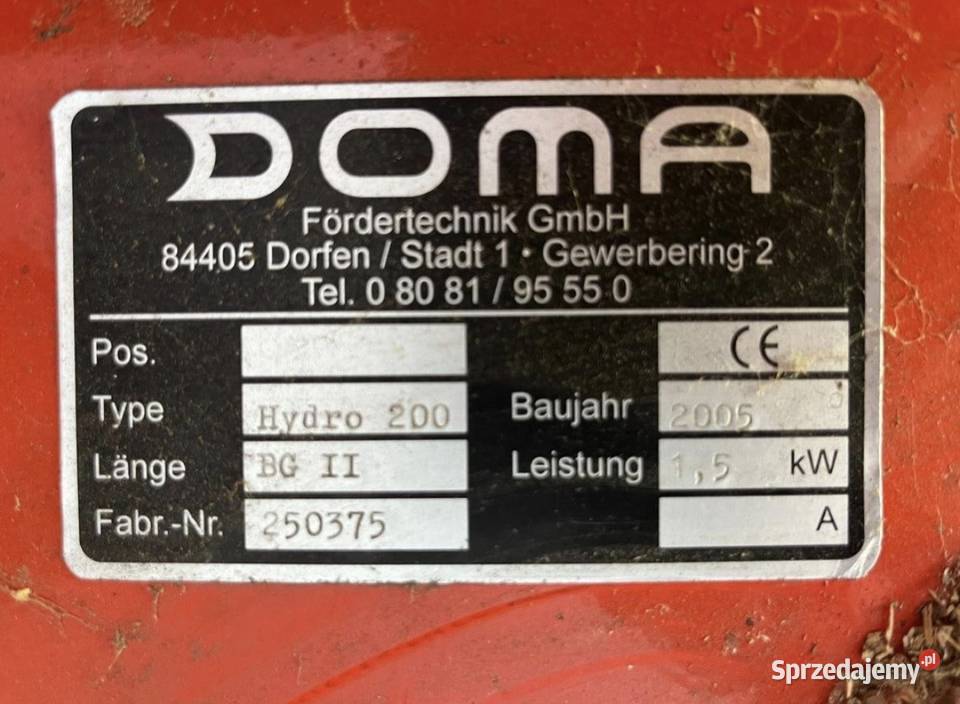 DOMA
Fördertechnik GmbH
84405 Dorfen / Stadt 1 · Gewerbering 2
Tel. 0 80 81 / 95 55 0
Pos. CE
Type Hydro 200 Baujahr 2005
Länge BG II Leistung 1,5 kW
Fabr.-Nr. 250375 A
Sprzedajemy.pl